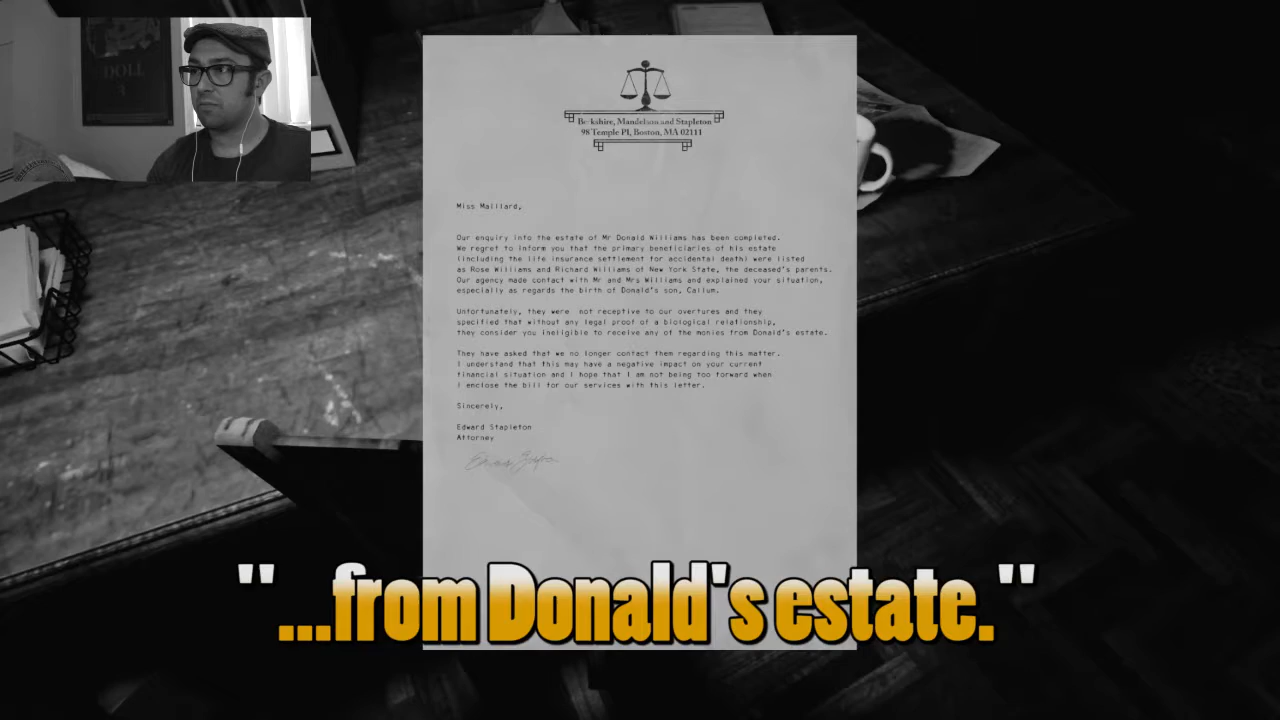 DOLL
Berkshire, Mandelson and Stapleton
98 Temple Pl, Boston, MA 02111
Miss Maillard,
Our enquiry into the estate of Mr Donald Williams has been completed.
We regret to inform you that the primary beneficiaries of his estate
(including the life insurance settlement for accidental death) were listed
as Rose Williams and Richard Williams of New York State, the deceased's parents.
Our agency made contact with Mr and Mrs Williams and explained your situation,
especially as regards the birth of Donald's son, Callum.
Unfortunately, they were not receptive to our overtures and they
specified that without any legal proof of a biological relationship,
they consider you ineligible to receive any of the monies from Donald's estate.
They have asked that we no longer contact them regarding this matter.
I understand that this may have a negative impact on your current
financial situation and I hope that I am not being too forward when
I enclose the bill for our services with this letter.
Sincerely,
Edward Stapleton
Attorney
"...from Donald's estate."